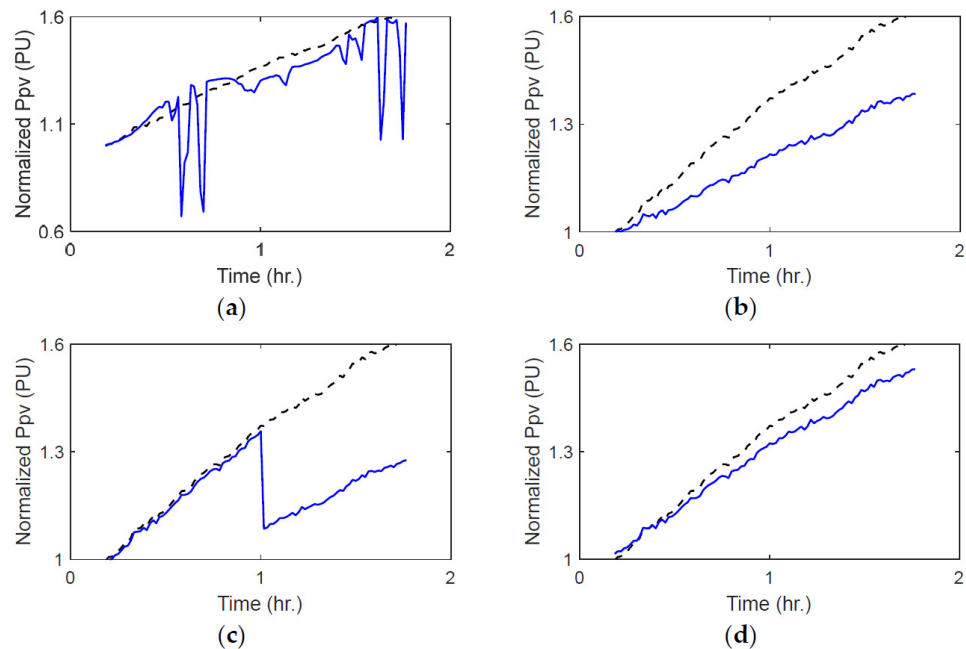 1.6
1.1
0.6
Normalized Ppv (PU)
0
1
2
Time (hr.)
(a)
1.6
1.3
1
Normalized Ppv (PU)
0
1
2
Time (hr.)
(b)
1.6
1.3
1
Normalized Ppv (PU)
0
1
2
Time (hr.)
(c)
1.6
1.3
1
Normalized Ppv (PU)
0
1
2
Time (hr.)
(d)